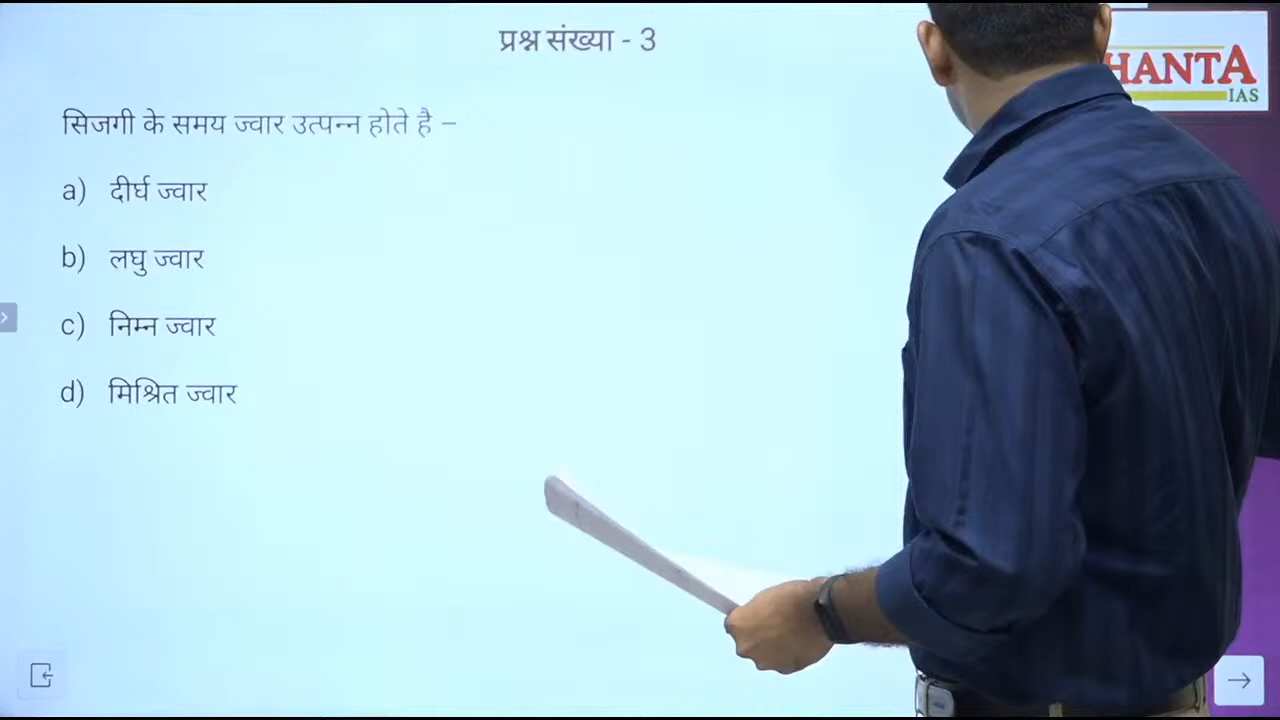 प्रश्न संख्या - 3
HANTA
IAS
सिजगी के समय ज्वार उत्पन्न होते है –
a) दीर्घ ज्वार
b) लघु ज्वार
c) निम्न ज्वार
d) मिश्रित ज्वार